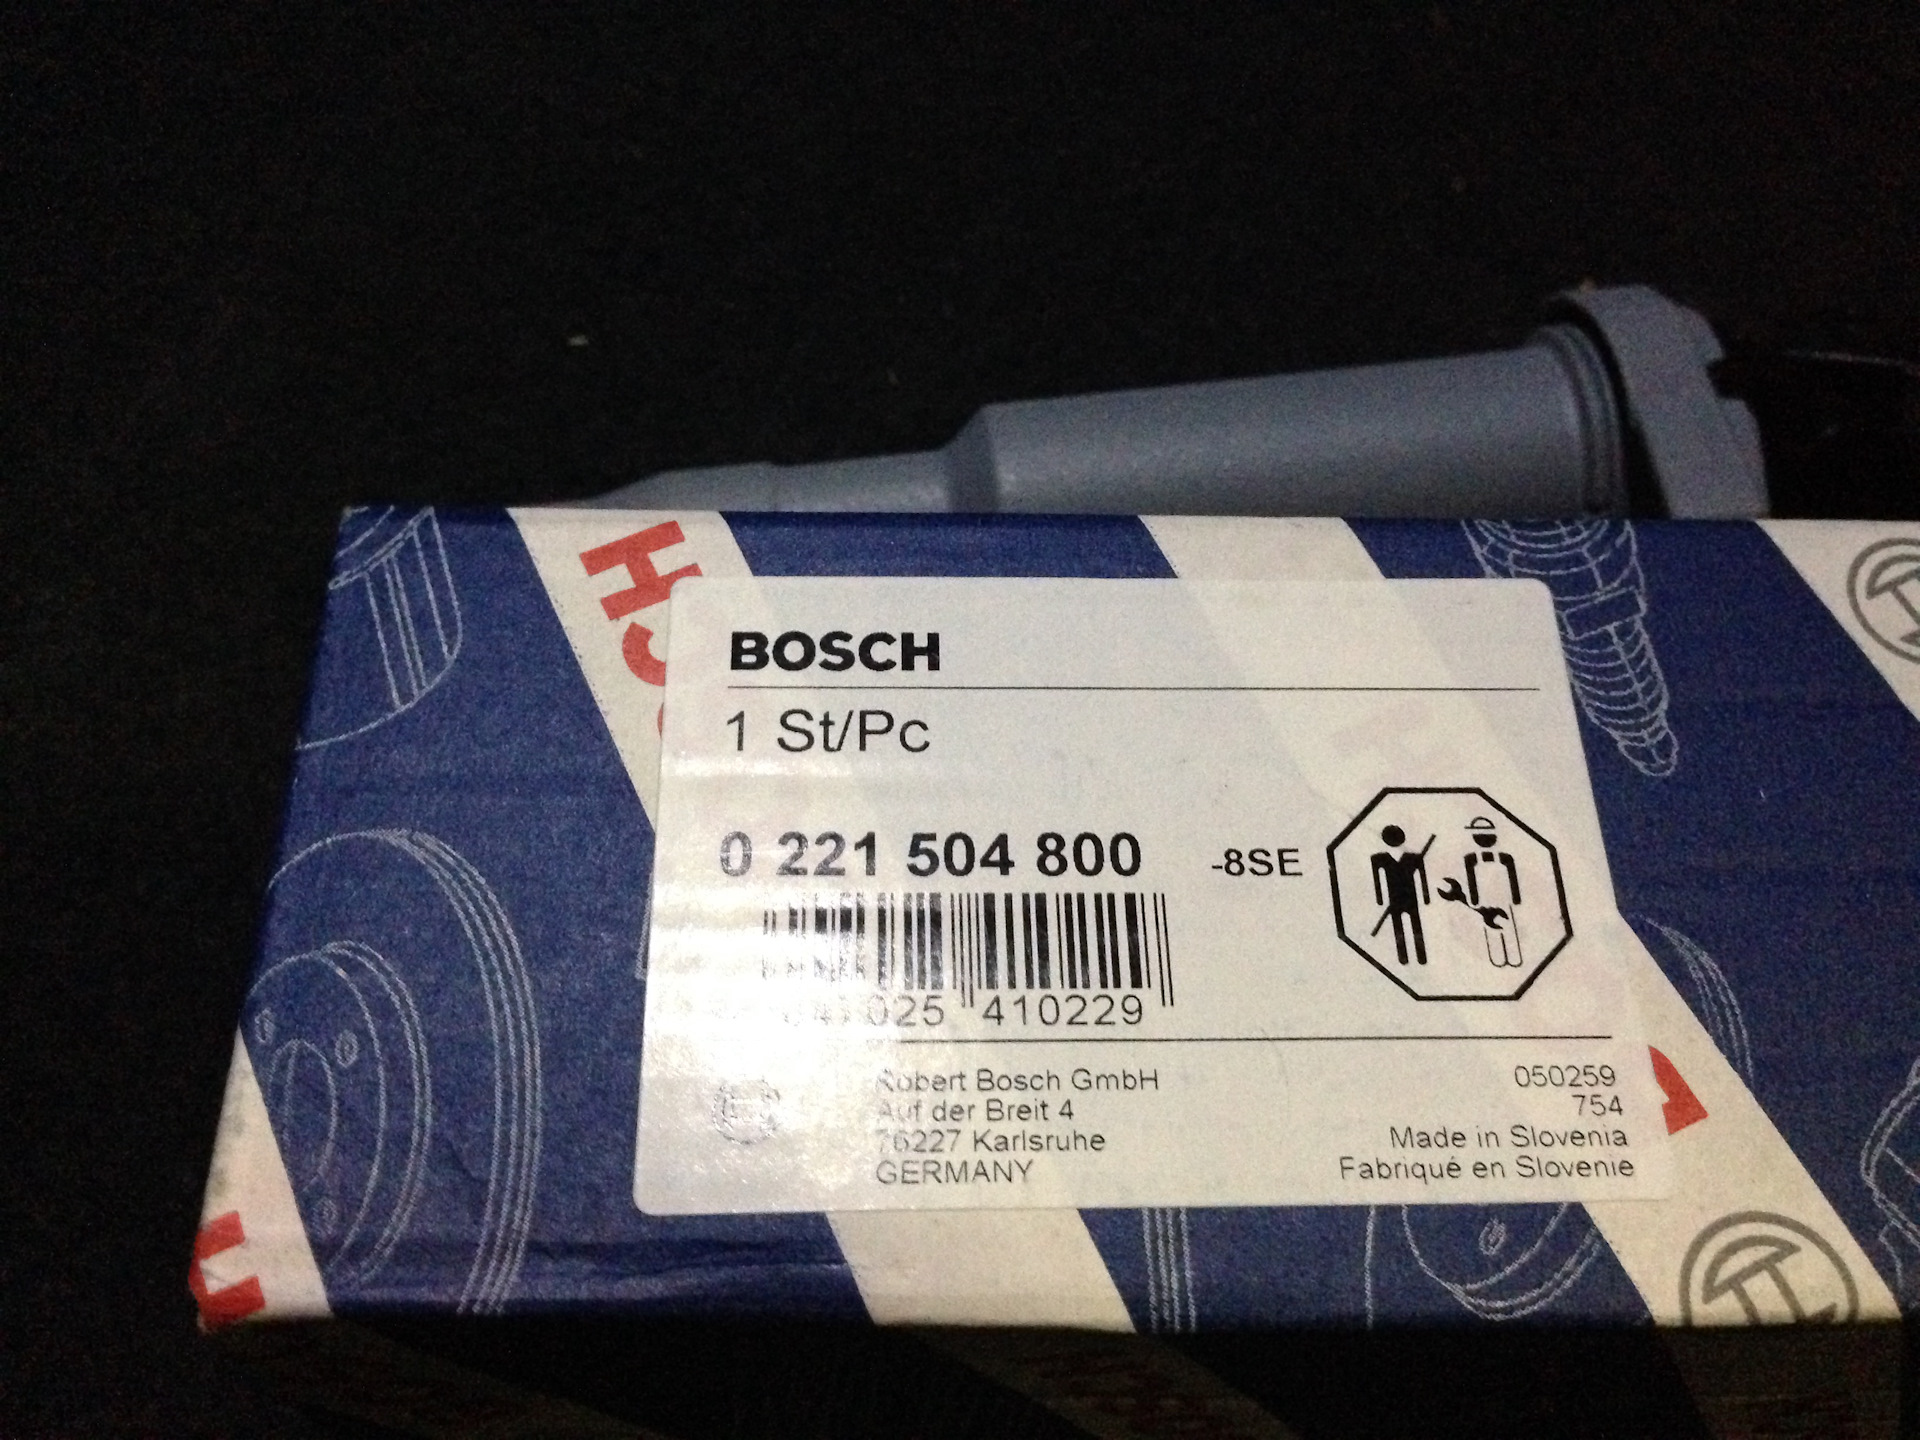 BOSCH
1 St/Pc
0 221 504 800 -8SE
025 410229
Robert Bosch GmbH
Auf der Breit 4
76227 Karlsruhe
GERMANY
050259
754
Made in Slovenia
Fabriqué en Slovenie